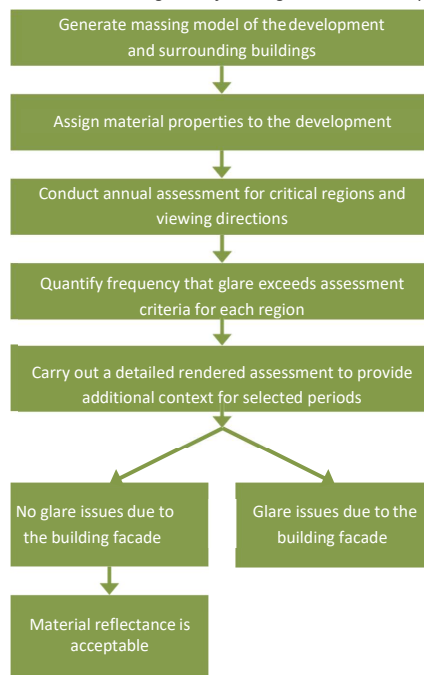 Generate massing model of the development
and surrounding buildings
Assign material properties to the development
Conduct annual assessment for critical regions and
viewing directions
Quantify frequency that glare exceeds assessment
criteria for each region
Carry out a detailed rendered assessment to provide
additional context for selected periods
No glare issues due to
the building facade
Glare issues due to the
building facade
Material reflectance is
acceptable